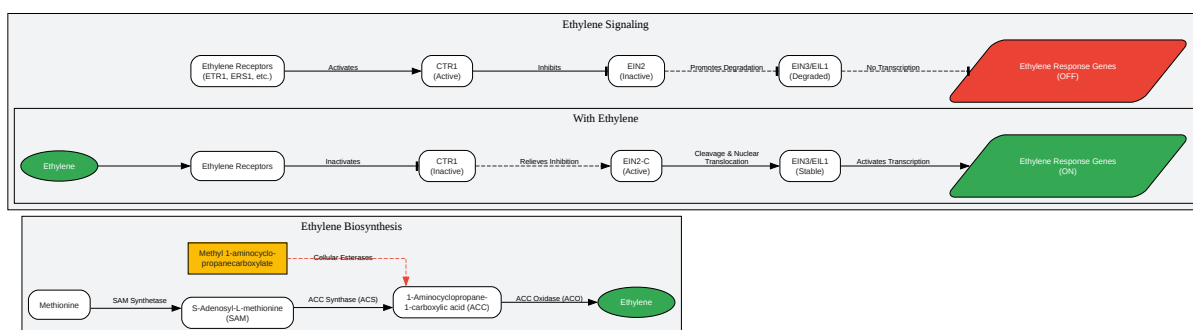 Ethylene Signaling
Ethylene Receptors
(ETR1, ERS1, etc.)
Activates
CTR1
(Active)
Inhibits
EIN2
(Inactive)
Promotes Degradation
EIN3/EIL1
(Degraded)
No Transcription
Ethylene Response Genes
(OFF)
With Ethylene
Ethylene
Ethylene Receptors
Inactivates
CTR1
(Inactive)
Relieves Inhibition
EIN2-C
(Active)
Cleavage & Nuclear
Translocation
EIN3/EIL1
(Stable)
Activates Transcription
Ethylene Response Genes
(ON)
Ethylene Biosynthesis
Methyl 1-aminocyclo-
propanecarboxylate
Cellular Esterases
Methionine
SAM Synthetase
S-Adenosyl-L-methionine
(SAM)
ACC Synthase (ACS)
1-Aminocyclopropane-
1-carboxylic acid (ACC)
ACC Oxidase (ACO)
Ethylene